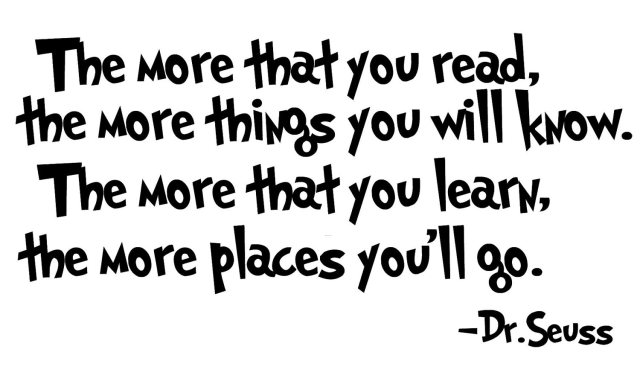 The more that you read,
the more things you will know.
The more that you learn,
the more places you'll go.
-Dr.Seuss